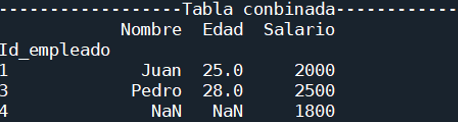 ------------------Tabla conbinada------------
Nombre Edad Salario
Id_empleado
1 Juan 25.0 2000
3 Pedro 28.0 2500
4 NaN NaN 1800